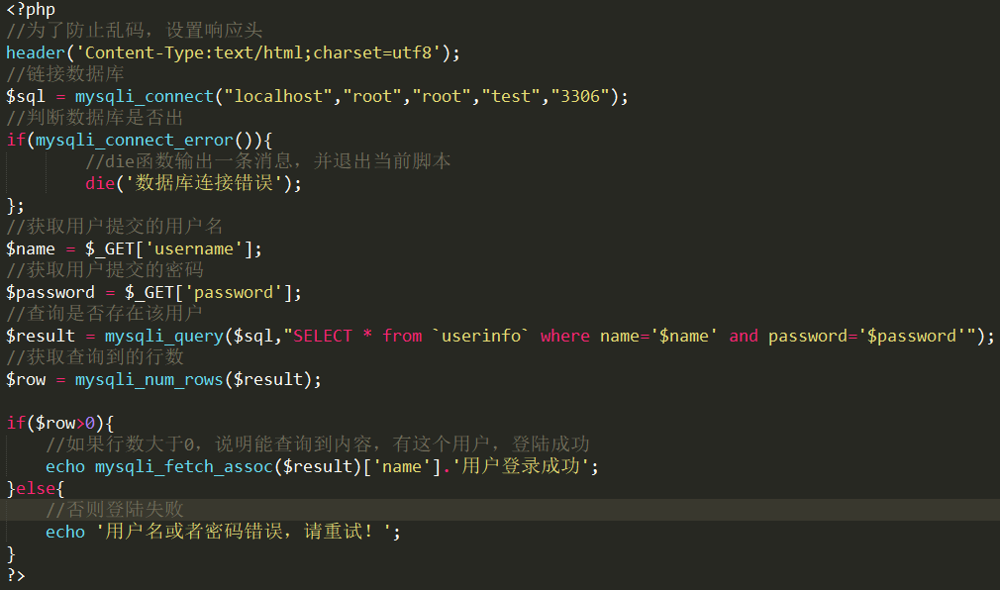 <?php
//为了防止乱码，设置响应头
header('Content-Type:text/html;charset=utf8');
//链接数据库
$sql = mysqli_connect("localhost","root","root","test","3306");
//判断数据库是否出
if(mysqli_connect_error()){
        //die函数输出一条消息，并退出当前脚本
        die('数据库连接错误');
};
//获取用户提交的用户名
$name = $_GET['username'];
//获取用户提交的密码
$password = $_GET['password'];
//查询是否存在该用户
$result = mysqli_query($sql,"SELECT * from `userinfo` where name='$name' and password='$password'");
//获取查询到的行数
$row = mysqli_num_rows($result);

if($row>0){
    //如果行数大于0，说明能查询到内容，有这个用户，登陆成功
    echo mysqli_fetch_assoc($result)['name'].'用户登录成功';
}else{
    //否则登陆失败
    echo '用户名或者密码错误，请重试！';
}
?>